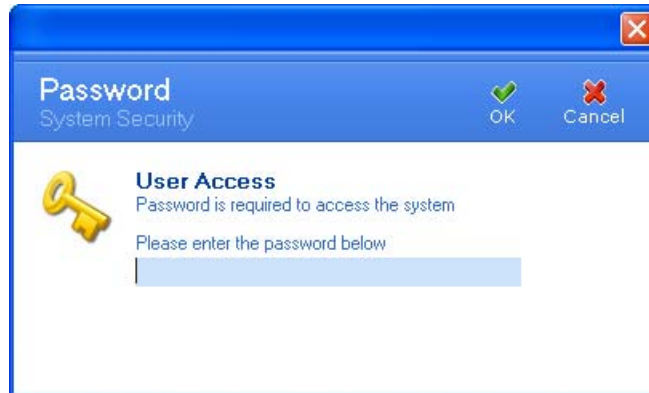 Password
System Security
OK
Cancel
User Access
Password is required to access the system
Please enter the password below